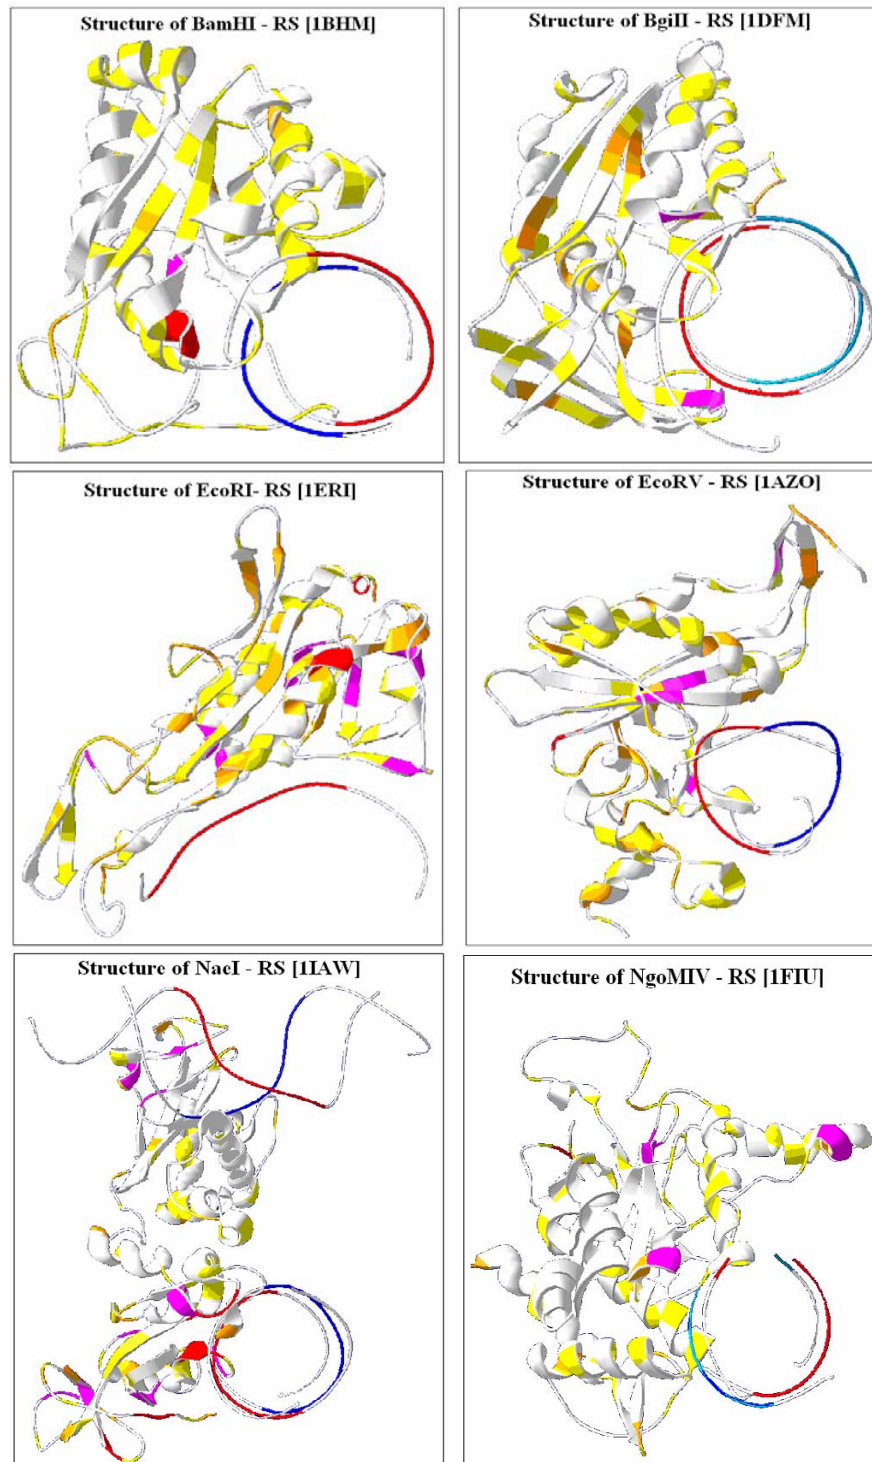 Structure of BamHI - RS [1BHM]
Structure of BgiII - RS [1DFM]
Structure of EcoRI- RS [1ERI]
Structure of EcoRV - RS [1AZO]
Structure of NaeI - RS [1IAW]
Structure of NgoMIV - RS [1FIU]